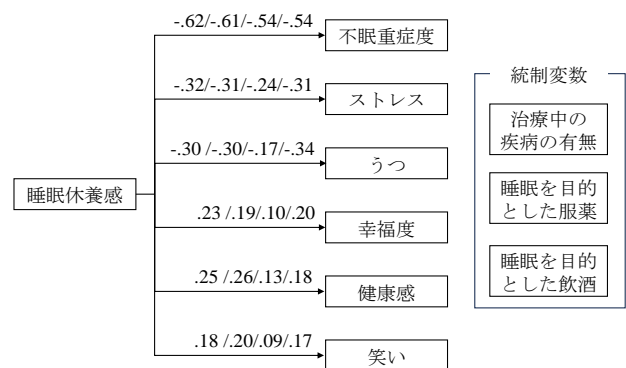 -.62/-.61/-.54/-.54
不眠重症度
-.32/-.31/-.24/-.31
ストレス
-.30 /-.30/-.17/-.34
うつ
睡眠休養感
.23 /.19/.10/.20
幸福度
.25 /.26/.13/.18
健康感
.18 /.20/.09/.17
笑い
統制変数
治療中の
疾病の有無
睡眠を目的
とした服薬
睡眠を目的
とした飲酒